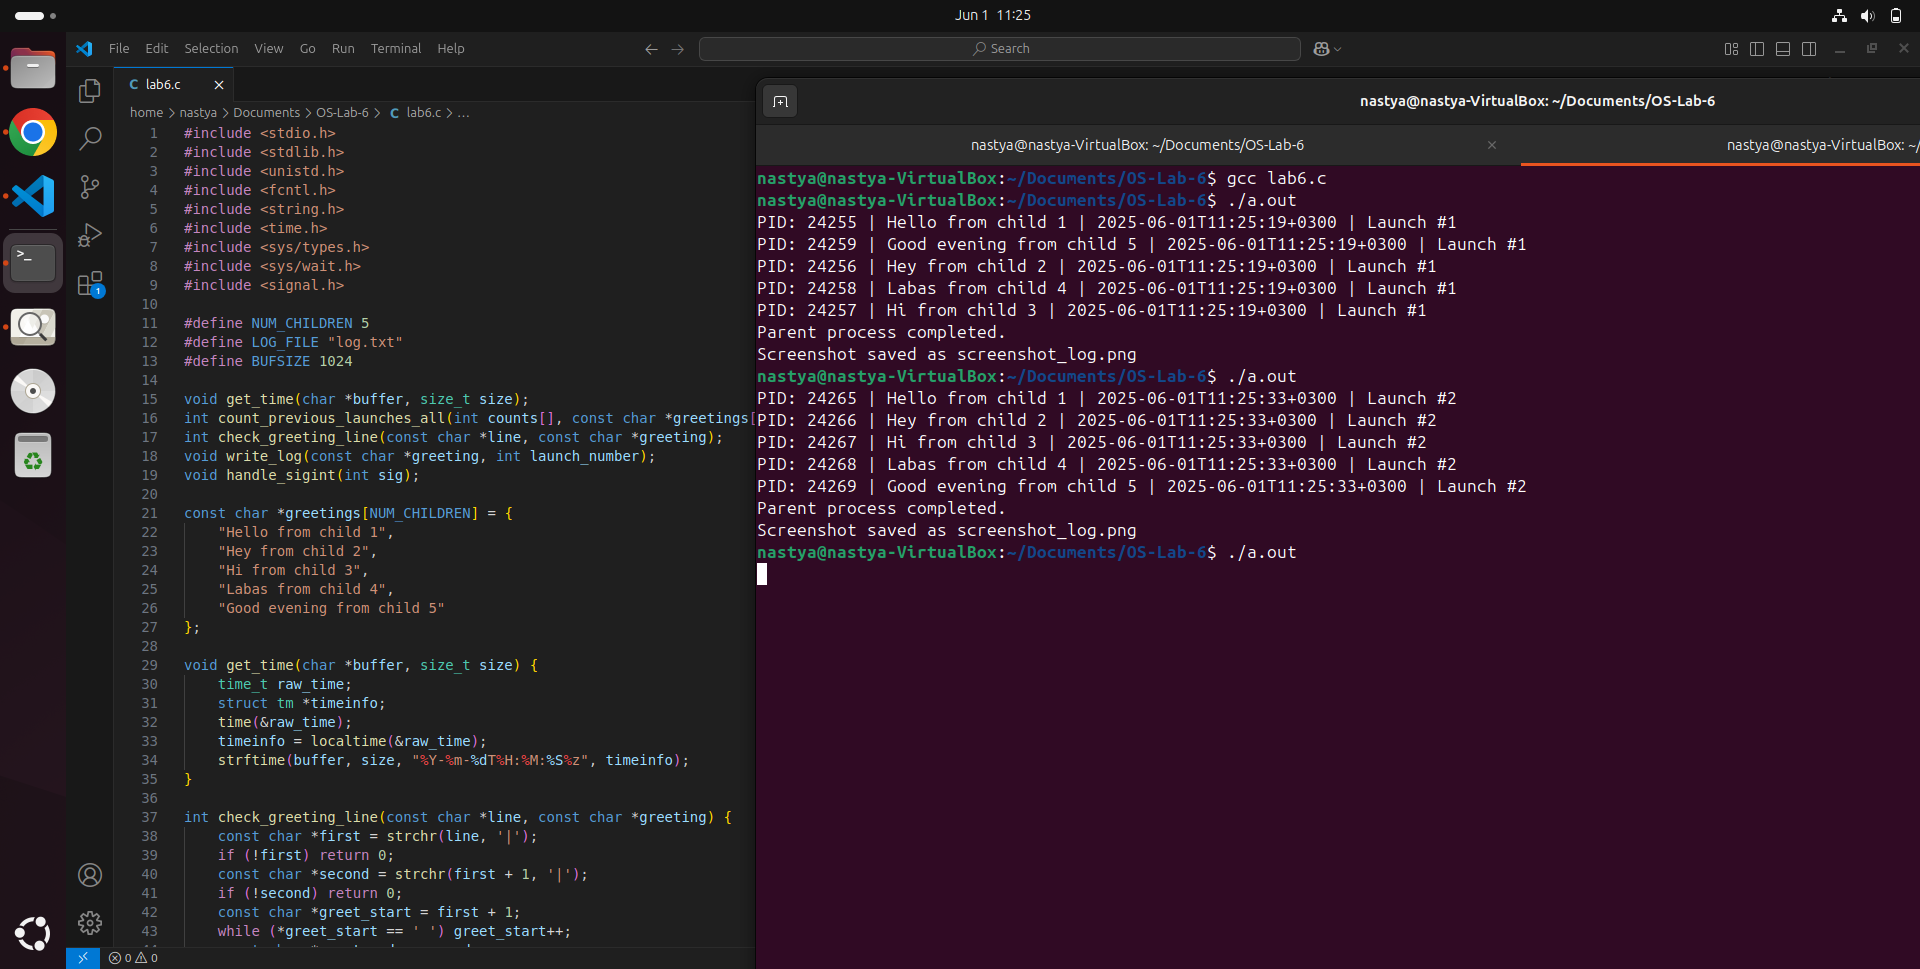 Jun 1 11:25
File Edit Selection View Go Run Terminal Help
Search
lab6.c
home > nastya > Documents > OS-Lab-6 > C lab6.c > ...
1 #include <stdio.h>
2 #include <stdlib.h>
3 #include <unistd.h>
4 #include <fcntl.h>
5 #include <string.h>
6 #include <time.h>
7 #include <sys/types.h>
8 #include <sys/wait.h>
9 #include <signal.h>
10
11 #define NUM_CHILDREN 5
12 #define LOG_FILE "log.txt"
13 #define BUFSIZE 1024
14
15 void get_time(char *buffer, size_t size);
16 int count_previous_launches_all(int counts[], const char *greetings[
17 int check_greeting_line(const char *line, const char *greeting);
18 void write_log(const char *greeting, int launch_number);
19 void handle_sigint(int sig);
20
21 const char *greetings[NUM_CHILDREN] = {
22 "Hello from child 1",
23 "Hey from child 2",
24 "Hi from child 3",
25 "Labas from child 4",
26 "Good evening from child 5"
27 };
28
29 void get_time(char *buffer, size_t size) {
30 time_t raw_time;
31 struct tm *timeinfo;
32 time(&raw_time);
33 timeinfo = localtime(&raw_time);
34 strftime(buffer, size, "%Y-%m-%dT%H:%M:%S%z", timeinfo);
35 }
36
37 int check_greeting_line(const char *line, const char *greeting) {
38 const char *first = strchr(line, '|');
39 if (!first) return 0;
40 const char *second = strchr(first + 1, '|');
41 if (!second) return 0;
42 const char *greet_start = first + 1;
43 while (*greet_start == ' ') greet_start++;
1
0 0
nastya@nastya-VirtualBox: ~/Documents/OS-Lab-6
nastya@nastya-VirtualBox: ~/Documents/OS-Lab-6
nastya@nastya-VirtualBox: ~/
nastya@nastya-VirtualBox:~/Documents/OS-Lab-6$ gcc lab6.c
nastya@nastya-VirtualBox:~/Documents/OS-Lab-6$ ./a.out
PID: 24255 | Hello from child 1 | 2025-06-01T11:25:19+0300 | Launch #1
PID: 24259 | Good evening from child 5 | 2025-06-01T11:25:19+0300 | Launch #1
PID: 24256 | Hey from child 2 | 2025-06-01T11:25:19+0300 | Launch #1
PID: 24258 | Labas from child 4 | 2025-06-01T11:25:19+0300 | Launch #1
PID: 24257 | Hi from child 3 | 2025-06-01T11:25:19+0300 | Launch #1
Parent process completed.
Screenshot saved as screenshot_log.png
nastya@nastya-VirtualBox:~/Documents/OS-Lab-6$ ./a.out
PID: 24265 | Hello from child 1 | 2025-06-01T11:25:33+0300 | Launch #2
PID: 24266 | Hey from child 2 | 2025-06-01T11:25:33+0300 | Launch #2
PID: 24267 | Hi from child 3 | 2025-06-01T11:25:33+0300 | Launch #2
PID: 24268 | Labas from child 4 | 2025-06-01T11:25:33+0300 | Launch #2
PID: 24269 | Good evening from child 5 | 2025-06-01T11:25:33+0300 | Launch #2
Parent process completed.
Screenshot saved as screenshot_log.png
nastya@nastya-VirtualBox:~/Documents/OS-Lab-6$ ./a.out